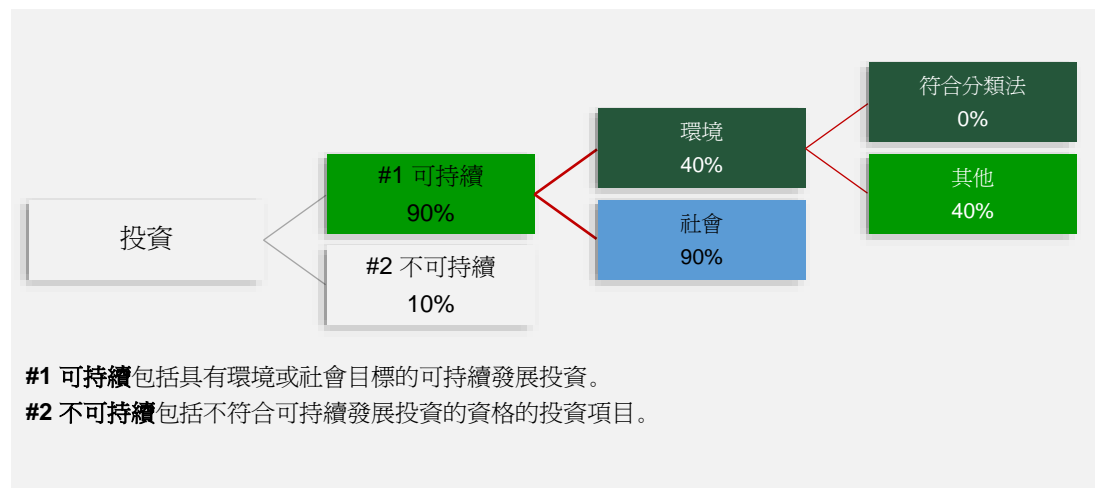 投資
#1 可持續
90%
#2 不可持續
10%
環境
40%
社會
90%
符合分類法
0%
其他
40%
#1 可持續包括具有環境或社會目標的可持續發展投資。
#2 不可持續包括不符合可持續發展投資的資格的投資項目。